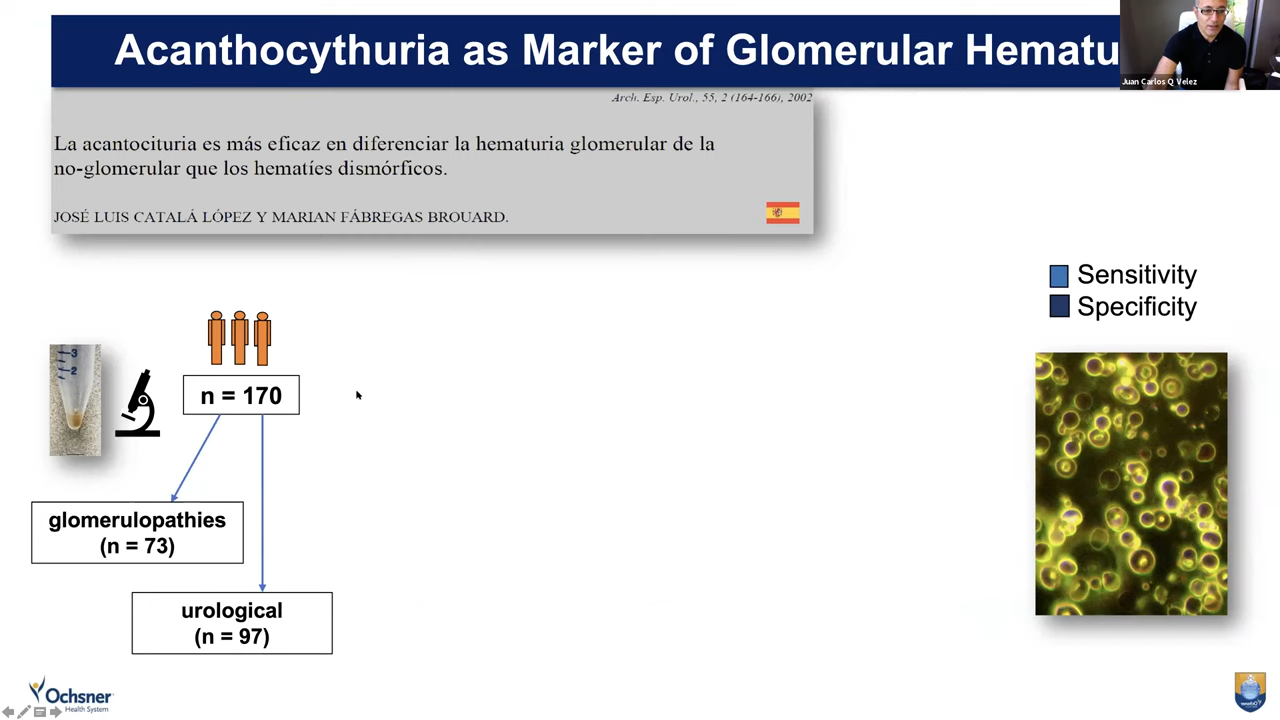 Acanthocythuria as Marker of Glomerular Hematu
Juan Carlos Q Velez
Arch. Esp. Urol., 55, 2 (164-166), 2002
La acantocituria es más eficaz en diferenciar la hematuria glomerular de la
no-glomerular que los hematíes dismórficos.
JOSÉ LUIS CATALÁ LÓPEZ Y MARIAN FÁBREGAS BROUARD.
Sensitivity
Specificity
3
2
n = 170
glomerulopathies
(n = 73)
urological
(n = 97)
Ochsner
Health System